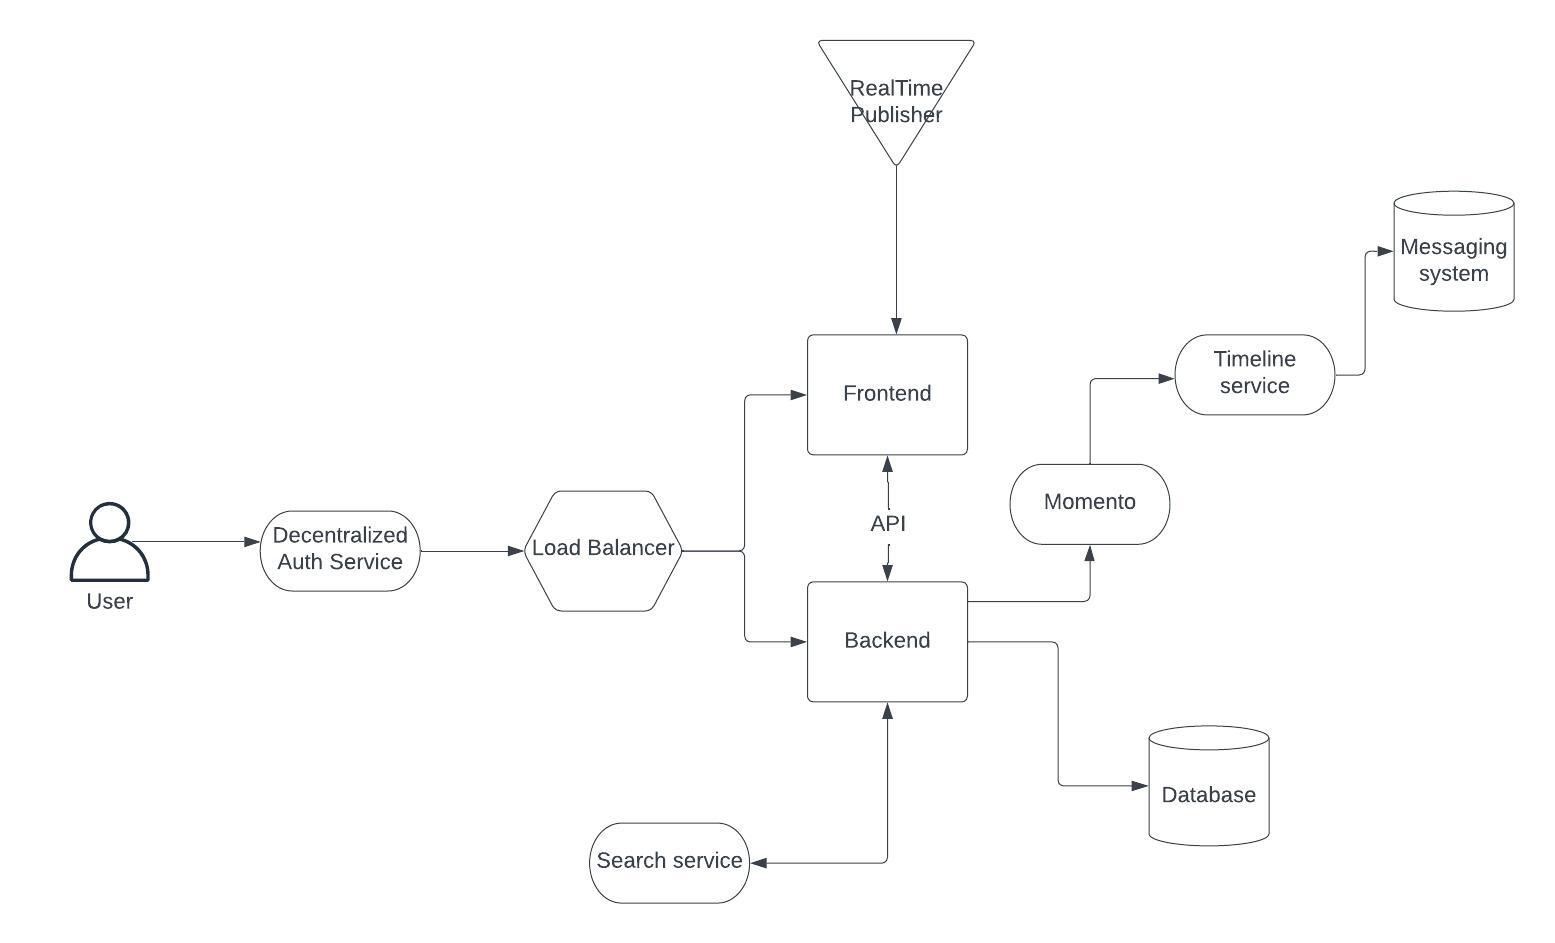 RealTime
Publisher
Messaging
system
Timeline
service
Frontend
Momento
API
Decentralized
Auth Service
Load Balancer
User
Backend
Database
Search service